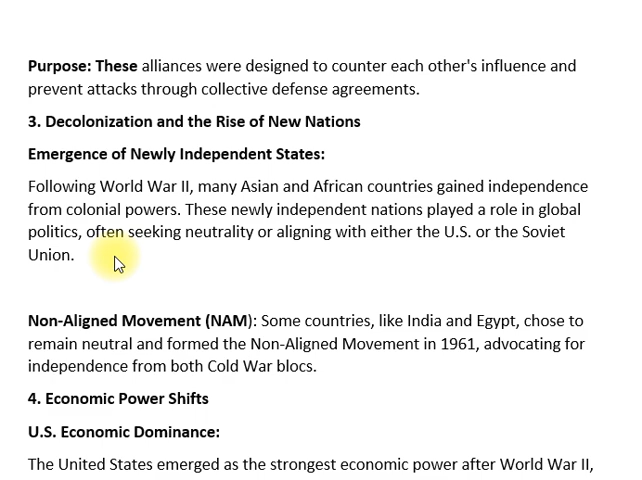 Purpose: These alliances were designed to counter each other's influence and
prevent attacks through collective defense agreements.
3. Decolonization and the Rise of New Nations
Emergence of Newly Independent States:
Following World War II, many Asian and African countries gained independence
from colonial powers. These newly independent nations played a role in global
politics, often seeking neutrality or aligning with either the U.S. or the Soviet
Union.
Non-Aligned Movement (NAM): Some countries, like India and Egypt, chose to
remain neutral and formed the Non-Aligned Movement in 1961, advocating for
independence from both Cold War blocs.
4. Economic Power Shifts
U.S. Economic Dominance:
The United States emerged as the strongest economic power after World War II,